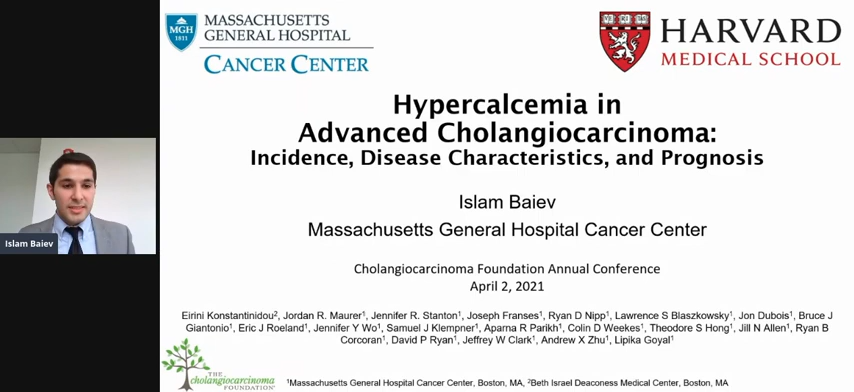 MGH
1811
MASSACHUSETTS
GENERAL HOSPITAL
CANCER CENTER
HARVARD
MEDICAL SCHOOL
Hypercalcemia in
Advanced Cholangiocarcinoma:
Incidence, Disease Characteristics, and Prognosis
Islam Baiev
Massachusetts General Hospital Cancer Center
Islam Baiev
Cholangiocarcinoma Foundation Annual Conference
April 2, 2021
Eirini Konstantinidou², Jordan R. Maurer¹, Jennifer R. Stanton¹, Joseph Franses¹, Ryan D Nipp¹, Lawrence S Blaszkowsky¹, Jon Dubois¹, Bruce J
Giantonio¹, Eric J Roeland¹, Jennifer Y Wo¹, Samuel J Klempner¹, Aparna R Parikh¹, Colin D Weekes¹, Theodore S Hong¹, Jill N Allen¹, Ryan B
Corcoran¹, David P Ryan¹, Jeffrey W Clark¹, Andrew X Zhu¹, Lipika Goyal¹
THE
cholangiocarcinoma
FOUNDATION
¹Massachusetts General Hospital Cancer Center, Boston, MA, ²Beth Israel Deaconess Medical Center, Boston, MA